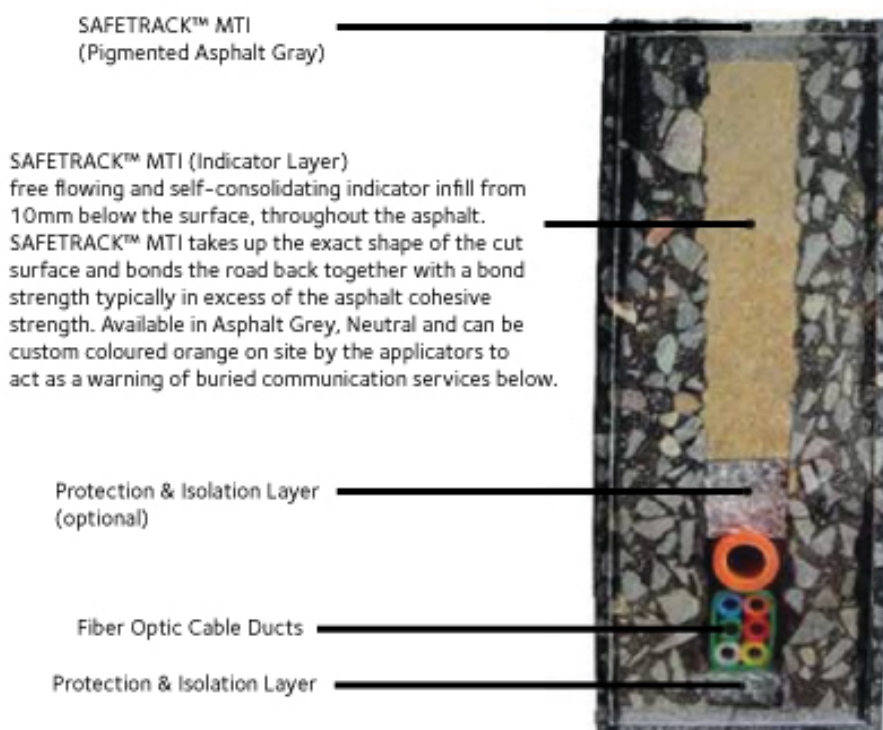 SAFETRACK™ MTI
(Pigmented Asphalt Gray)
SAFETRACK™ MTI (Indicator Layer)
free flowing and self-consolidating indicator infill from
10mm below the surface, throughout the asphalt.
SAFETRACK™ MTI takes up the exact shape of the cut
surface and bonds the road back together with a bond
strength typically in excess of the asphalt cohesive
strength. Available in Asphalt Grey, Neutral and can be
custom coloured orange on site by the applicators to
act as a warning of buried communication services below.
Protection & Isolation Layer
(optional)
Fiber Optic Cable Ducts
Protection & Isolation Layer